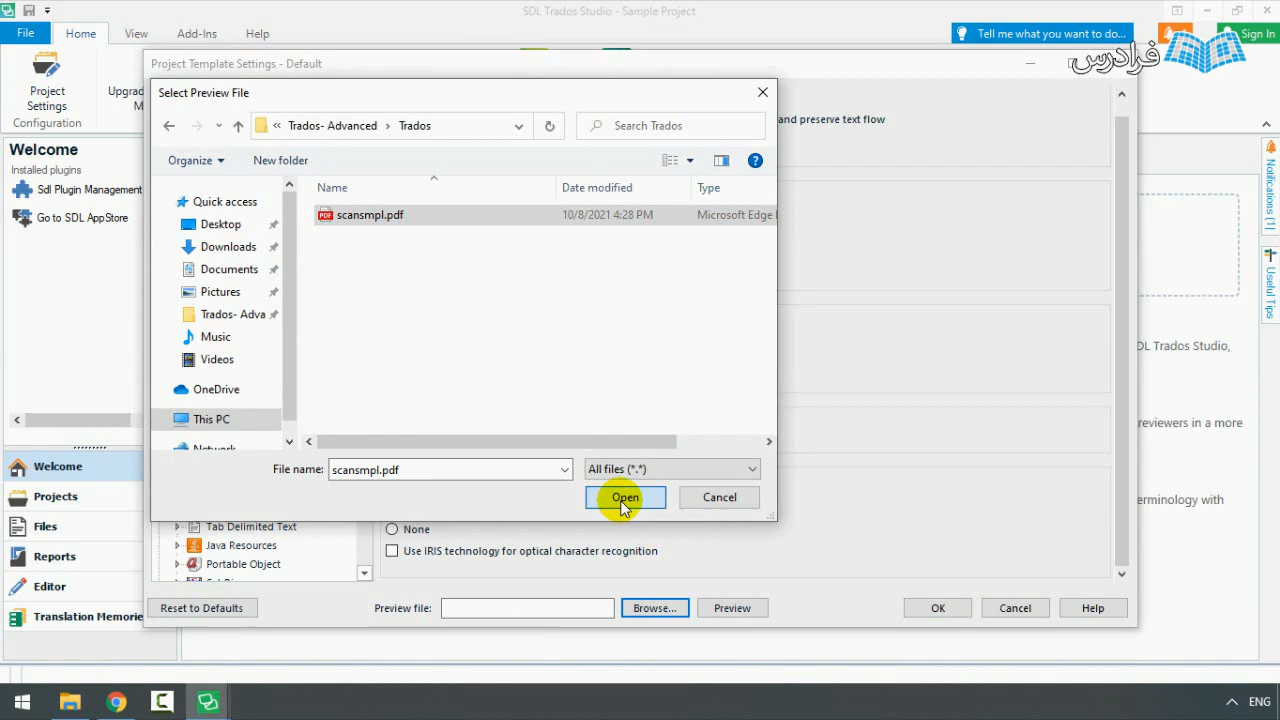 SDL Trados Studio - Sample Project
File
Home
View
Add-Ins
Help
Tell me what you want to do...
Sign In
فرادرس
Project
Settings
Configuration
Upgrad
M
Project Template Settings - Default
Select Preview File
« Trados- Advanced › Trados
Search Trados
Organize
New folder
Name
Date modified
Type
scansmpl.pdf
10/8/2021 4:28 PM
Microsoft Edge
Quick access
Desktop
Downloads
Documents
Pictures
Trados- Adva
Music
Videos
OneDrive
This PC
Network
File name:
scansmpl.pdf
All files (*.*)
Open
Cancel
and preserve text flow
Welcome
Installed plugins
Sdl Plugin Management
Go to SDL AppStore
Welcome
Projects
Files
Reports
Editor
Translation Memorie
Notifications (1)
Useful Tips
DL Trados Studio,
reviewers in a more
erminology with
Tab Delimited Text
Java Resources
Portable Object
None
Use IRIS technology for optical character recognition
Reset to Defaults
Preview file:
Browse...
Preview
OK
Cancel
Help
ENG